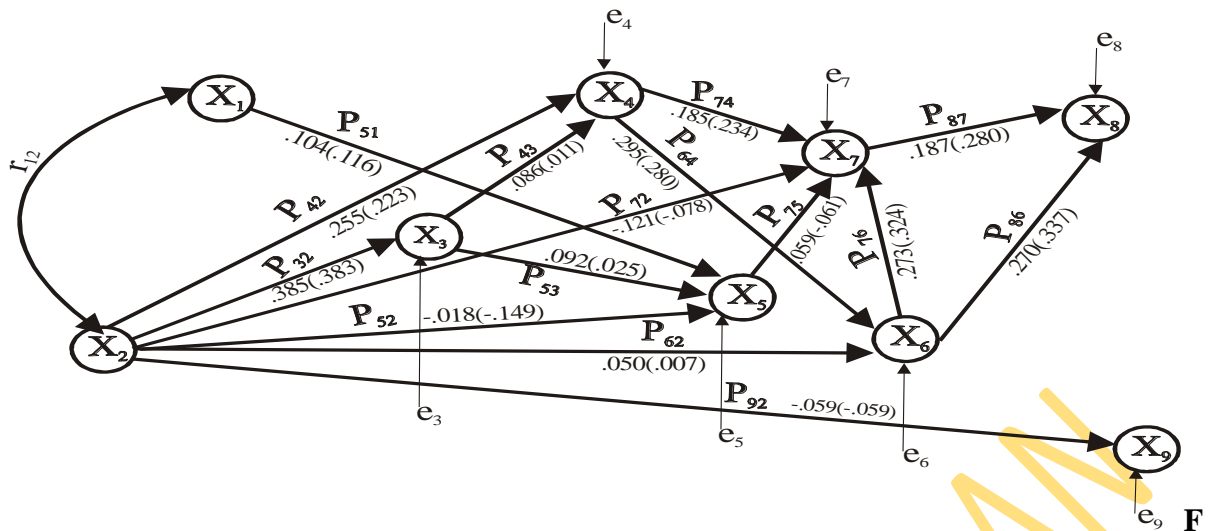 e₄
e₈
e₇
X₁
X₄
P₇₄
.185(.234)
P₈₇
.187(.280)
X₈
P₅₁
.104(.116)
P₄₃
.086(.011)
P₆₄
.295(.280)
X₇
r₁₂
P₄₂
.255(.223)
P₇₂
-.121(-.078)
P₇₅
.059(-.061)
P₇₆
.273(.324)
P₈₆
.270(.337)
X₃
P₃₂
.385(.383)
.092(.025)
P₅₃
X₅
P₅₂
-.018(-.149)
P₆₂
.050(.007)
X₂
X₆
P₉₂
-.059(-.059)
e₃
e₅
e₆
X₉
e₉
F